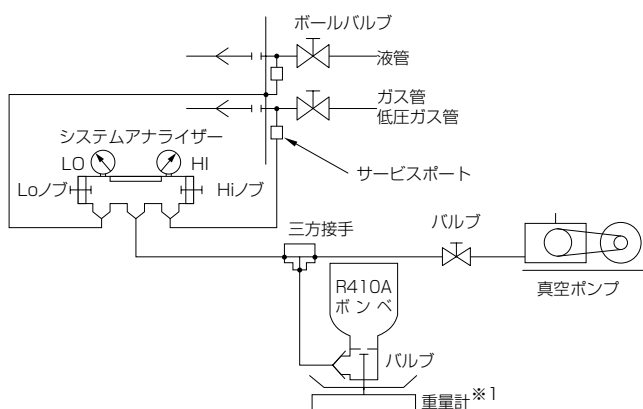 ボールバルブ
液管
ガス管
低圧ガス管
システムアナライザー
LO
HI
Loノブ
Hiノブ
サービスポート
三方接手
バルブ
R410A
ボンベ
真空ポンプ
バルブ
重量計※1